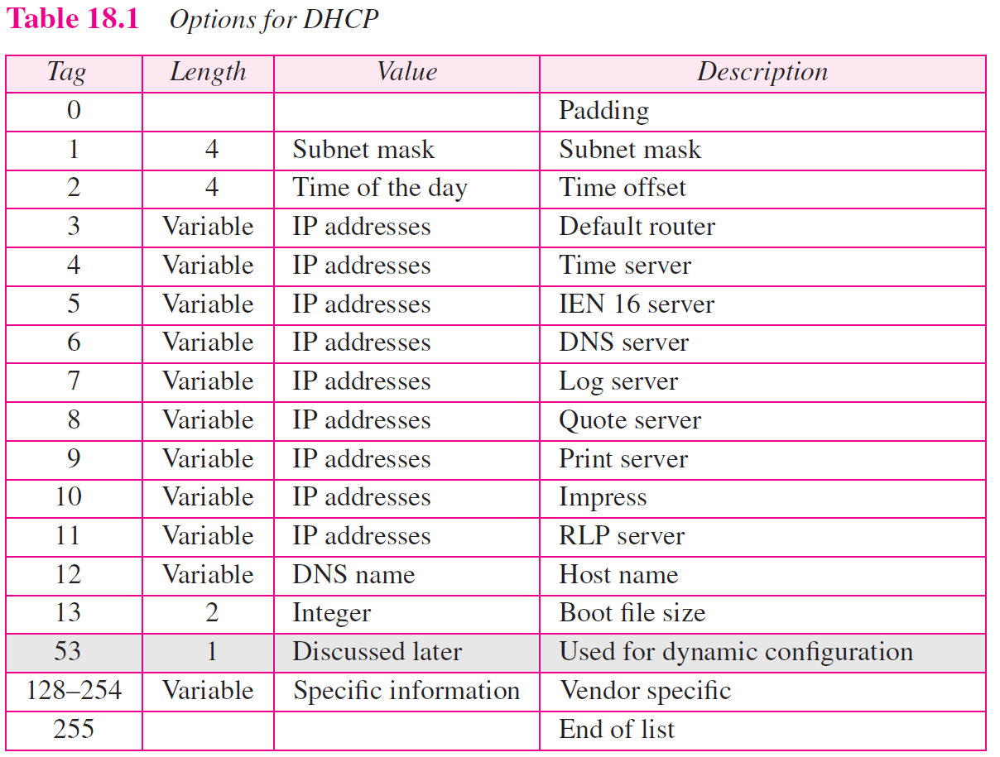 Table 18.1 Options for DHCP
Tag Length Value Description
0 Padding
1 4 Subnet mask Subnet mask
2 4 Time of the day Time offset
3 Variable IP addresses Default router
4 Variable IP addresses Time server
5 Variable IP addresses IEN 16 server
6 Variable IP addresses DNS server
7 Variable IP addresses Log server
8 Variable IP addresses Quote server
9 Variable IP addresses Print server
10 Variable IP addresses Impress
11 Variable IP addresses RLP server
12 Variable DNS name Host name
13 2 Integer Boot file size
53 1 Discussed later Used for dynamic configuration
128–254 Variable Specific information Vendor specific
255 End of list